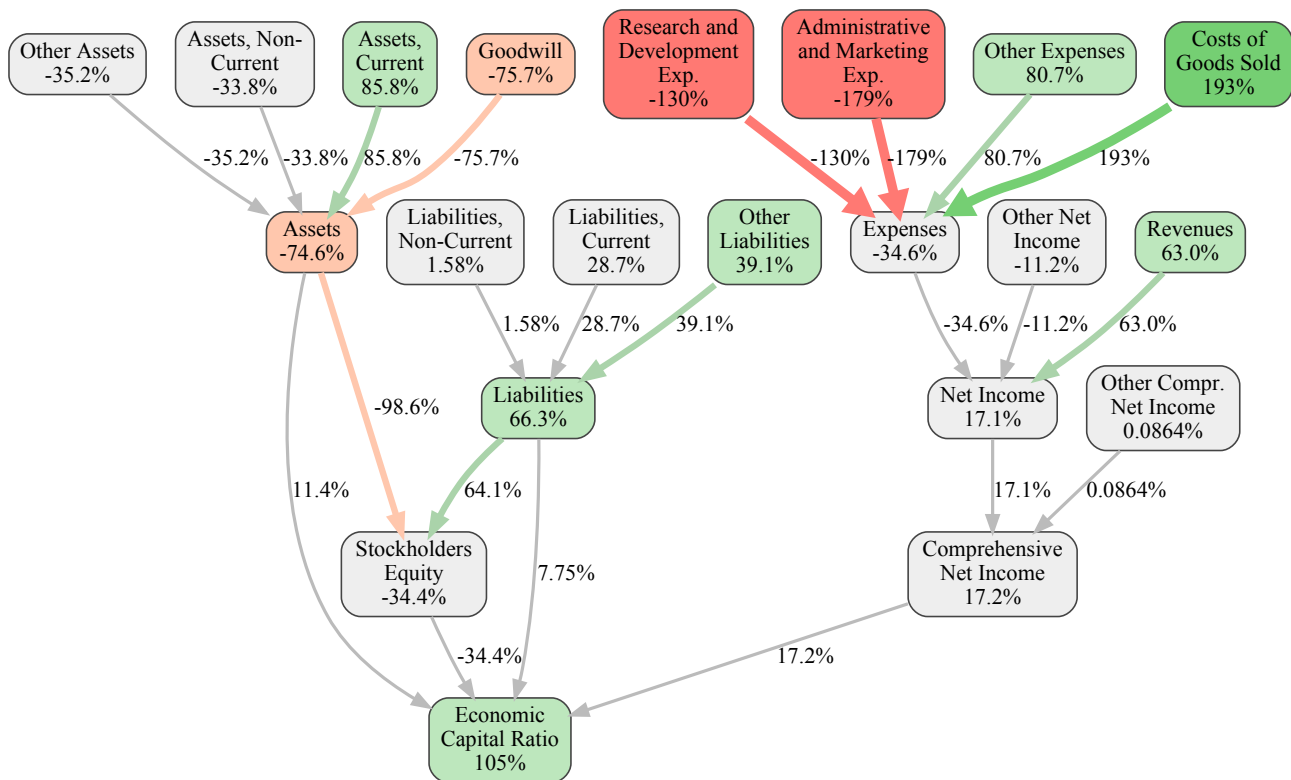 Other Assets
-35.2%
Assets, Non-
Current
-33.8%
Assets,
Current
85.8%
Goodwill
-75.7%
Research and
Development
Exp.
-130%
Administrative
and Marketing
Exp.
-179%
Other Expenses
80.7%
Costs of
Goods Sold
193%
-35.2%
-33.8%
85.8%
-75.7%
-130%
-179%
80.7%
193%
Assets
-74.6%
Liabilities,
Non-Current
1.58%
Liabilities,
Current
28.7%
Other
Liabilities
39.1%
Expenses
-34.6%
Other Net
Income
-11.2%
Revenues
63.0%
1.58%
28.7%
39.1%
-34.6%
-11.2%
63.0%
Liabilities
66.3%
Net Income
17.1%
Other Compr.
Net Income
0.0864%
-98.6%
11.4%
64.1%
17.1%
0.0864%
Stockholders
Equity
-34.4%
7.75%
Comprehensive
Net Income
17.2%
-34.4%
17.2%
Economic
Capital Ratio
105%